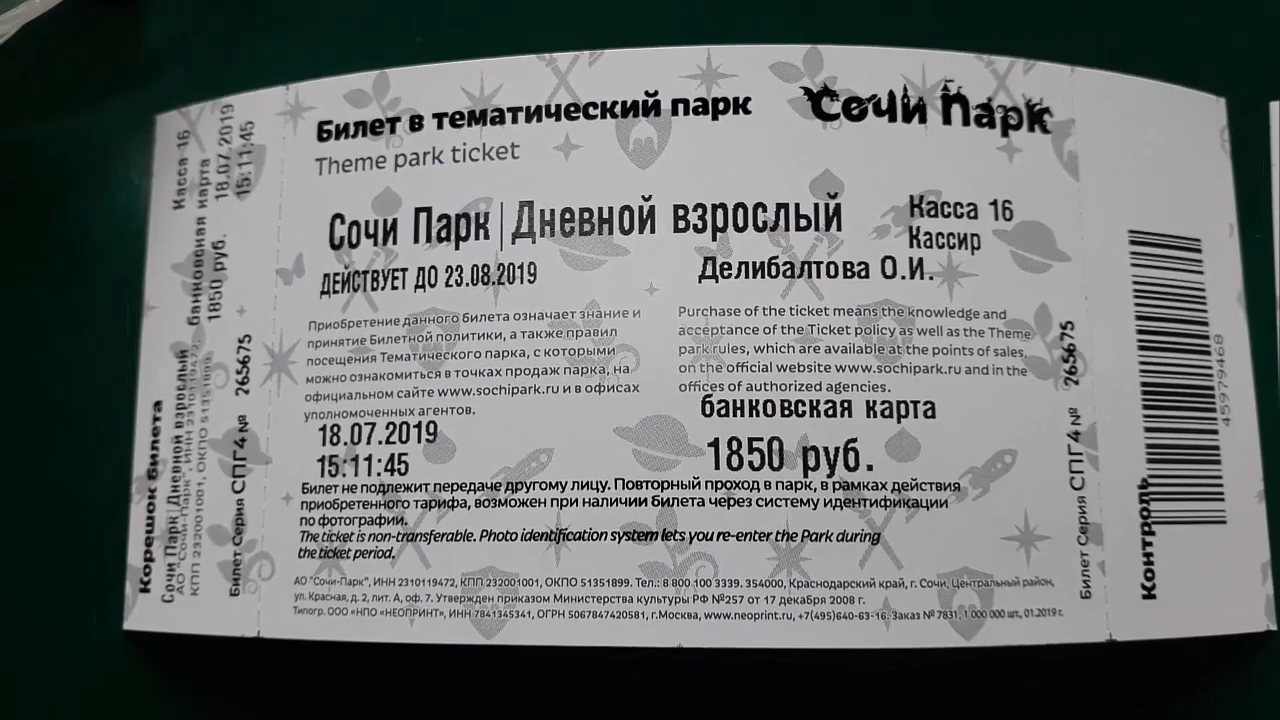 Касса 16
банковская карта
18.07.2019
1850 руб.
15:11:45
Корешок билета
Сочи Парк|Дневной взрослый
АО "Сочи-Парк", ИНН 2310119472,
КПП 232001001, ОКПО 51351899
Билет Серия СПГ4 № 265675
Билет в тематический парк
Сочи Парк
Theme park ticket
Сочи Парк|Дневной взрослый
Касса 16
Кассир
ДЕЙСТВУЕТ ДО 23.08.2019
Делибалтова О.И.
Приобретение данного билета означает знание и
принятие Билетной политики, а также правил
посещения Тематического парка, с которыми
можно ознакомиться в точках продаж парка, на
официальном сайте www.sochipark.ru и в офисах
уполномоченных агентов.
Purchase of the ticket means the knowledge and
acceptance of the Ticket policy as well as the Theme
park rules, which are available at the points of sales,
on the official website www.sochipark.ru and in the
offices of authorized agencies.
18.07.2019
15:11:45
банковская карта
1850 руб.
Билет не подлежит передаче другому лицу. Повторный проход в парк, в рамках действия
приобретенного тарифа, возможен при наличии билета через систему идентификации
по фотографии.
The ticket is non-transferable. Photo identification system lets you re-enter the Park during
the ticket period.
АО "Сочи-Парк", ИНН 2310119472, КПП 232001001, ОКПО 51351899. Тел.: 8 800 100 3339. 354000, Краснодарский край, г. Сочи, Центральный район,
ул. Красная, д. 2, лит. А, оф. 7. Утвержден приказом Министерства культуры РФ №257 от 17 декабря 2008 г.
Типогр. ООО «НПО «НЕОПРИНТ», ИНН 7841345341, ОГРН 5067847420581, г.Москва, www.neoprint.ru, +7(495)640-63-16. Заказ № 7831, 1 000 000 шт., 01.2019 г.
Билет Серия СПГ4 № 265675
Контроль
45979468